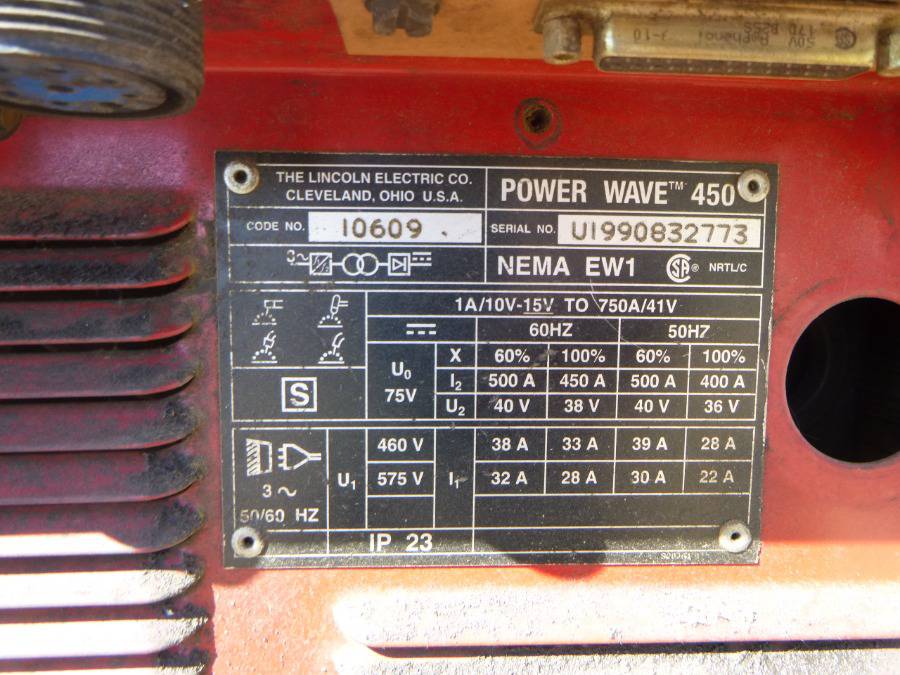 THE LINCOLN ELECTRIC CO.
CLEVELAND, OHIO U.S.A.
POWER WAVE™ 450
CODE NO. 10609
SERIAL NO. U1990832773
3~
NEMA EW1 SA® NRTL/C
1A/10V-15V TO 750A/41V
60HZ 50HZ
X 60% 100% 60% 100%
U0 75V
I2 500 A 450 A 500 A 400 A
U2 40 V 38 V 40 V 36 V
S
U1 460 V I1 38 A 33 A 39 A 28 A
575 V 32 A 28 A 30 A 22 A
3 ~
50/60 HZ
IP 23